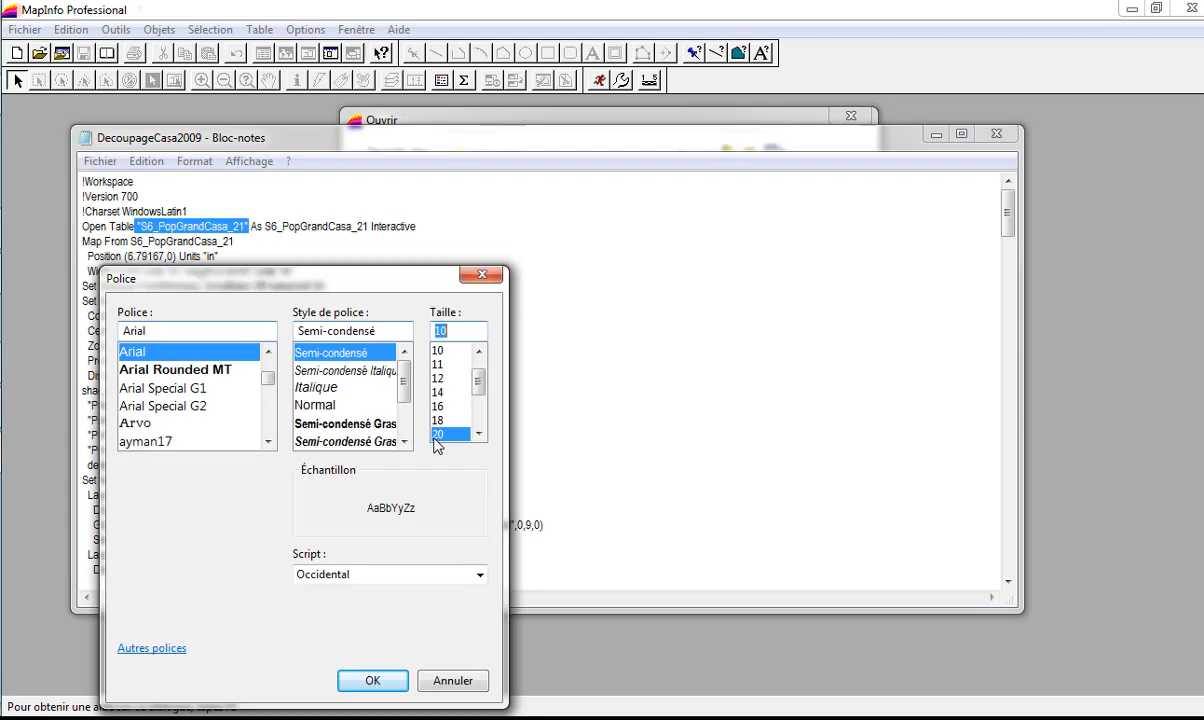 MapInfo Professional
Fichier Edition Outils Objets Sélection Table Options Fenêtre Aide
Ouvrir
DecoupageCasa2009 - Bloc-notes
Fichier Edition Format Affichage ?
!Workspace
!Version 700
!Charset WindowsLatin1
Open Table "S6_PopGrandCasa_21" As S6_PopGrandCasa_21 Interactive
Map From S6_PopGrandCasa_21
Position (6.79167,0) Units "in"
Set
Set
sha
Set
",0,9,0)
Police
Police :
Style de police :
Taille :
Arial
Semi-condensé
10
Arial
Arial Rounded MT
Arial Special G1
Arial Special G2
Arvo
ayman17
Semi-condensé
Semi-condensé Italiqu
Italique
Normal
Semi-condensé Gras
Semi-condensé Gras
10
11
12
14
16
18
20
Échantillon
AaBbYyZz
Script :
Occidental
Autres polices
OK
Annuler
Pour obtenir une